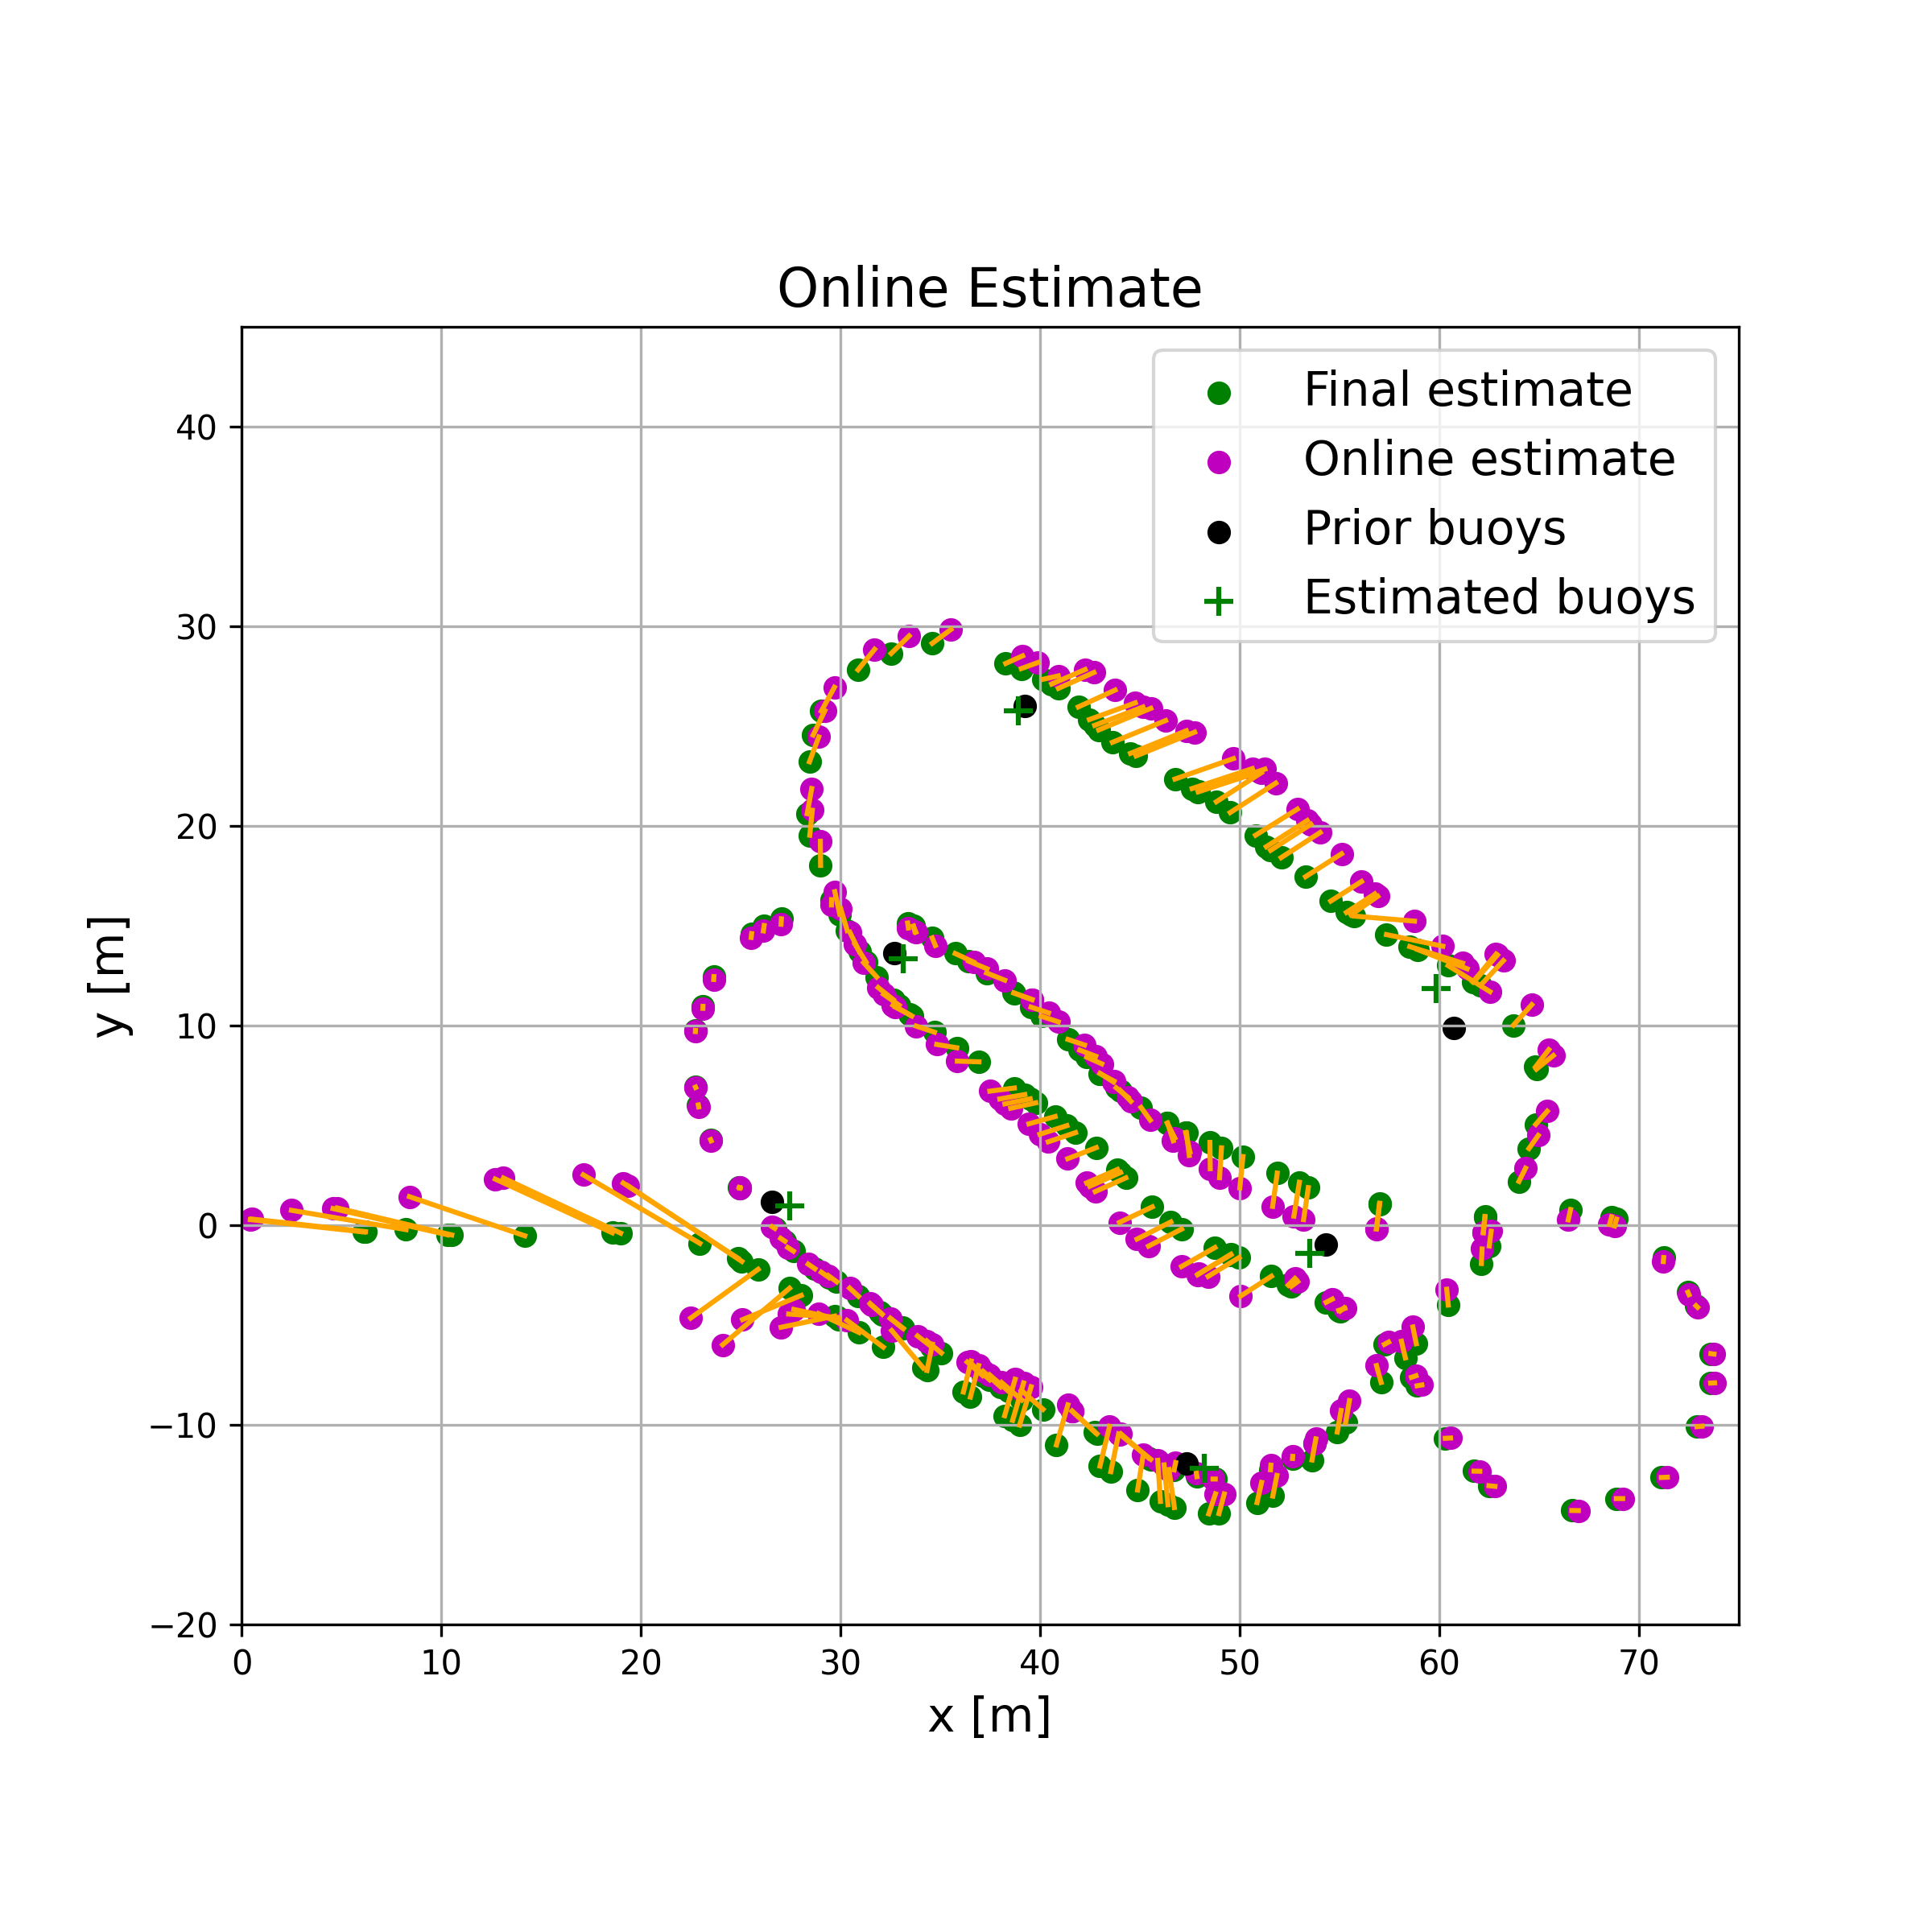 Online Estimate
Final estimate
Online estimate
Prior buoys
Estimated buoys
y [m]
40
30
20
10
0
−10
−20
0 10 20 30 40 50 60 70
x [m]